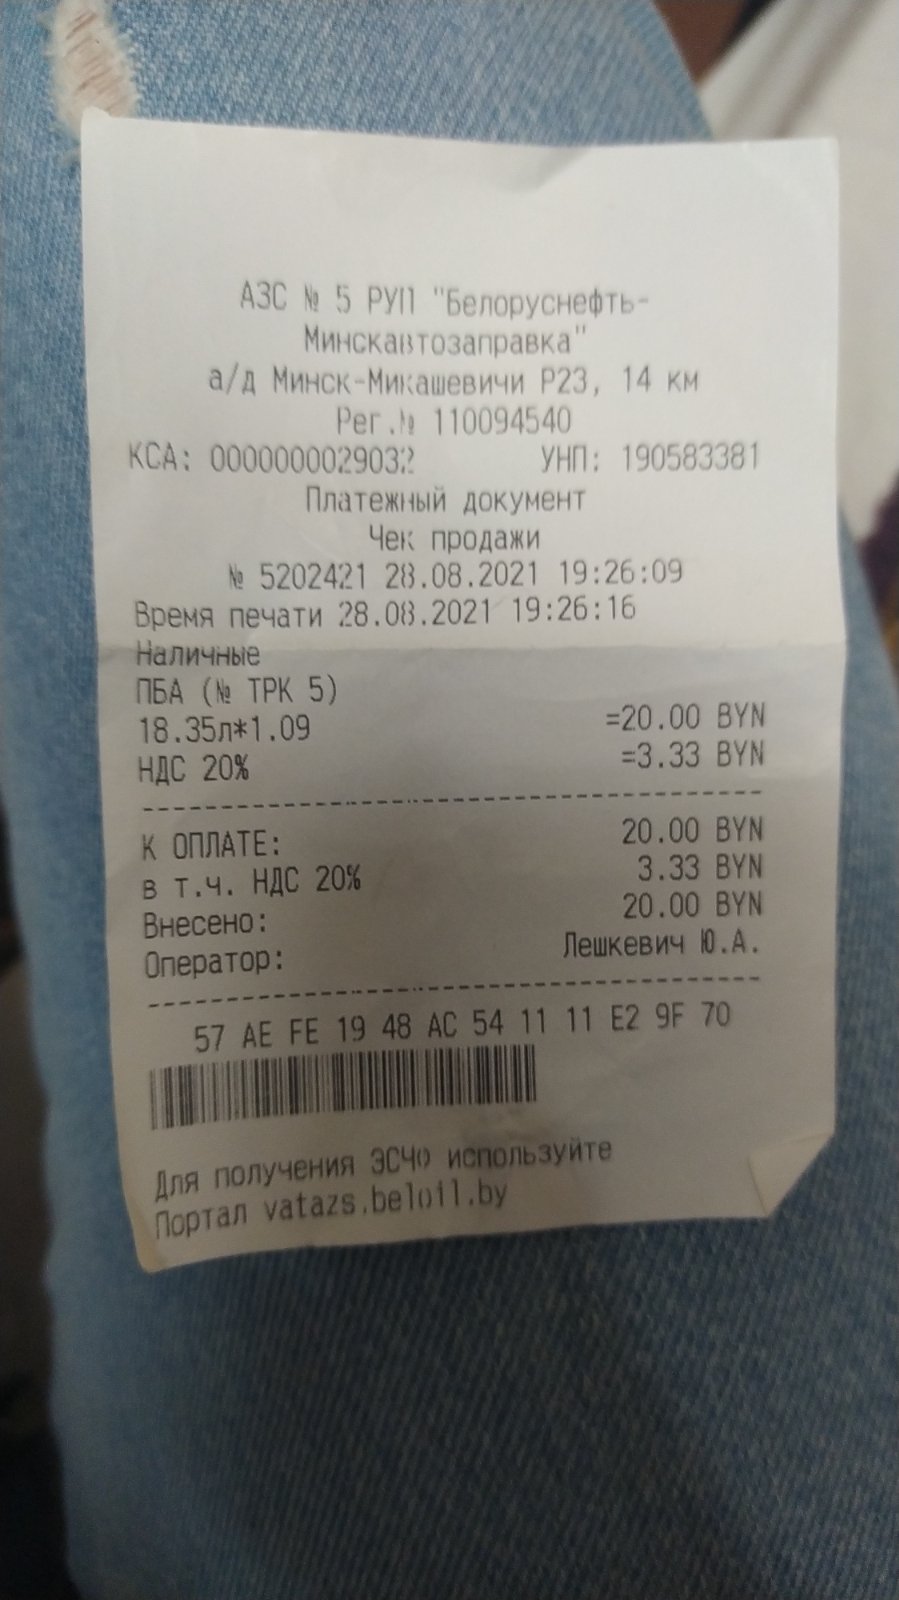 АЗС № 5 РУП "Белоруснефть-
Минскавтозаправка"
а/д Минск-Микашевичи Р23, 14 км
Рег.№ 110094540
КСА: 000000029032 УНП: 190583381
Платежный документ
Чек продажи
№ 5202421 28.08.2021 19:26:09
Время печати 28.08.2021 19:26:16
Наличные
ПБА (№ ТРК 5)
18.35л*1.09 =20.00 BYN
НДС 20% =3.33 BYN
К ОПЛАТЕ: 20.00 BYN
в т.ч. НДС 20% 3.33 BYN
Внесено: 20.00 BYN
Оператор: Лешкевич Ю.А.
57 AE FE 19 48 AC 54 11 11 E2 9F 70
Для получения ЭСЧФ используйте
Портал vatazs.beloil.by